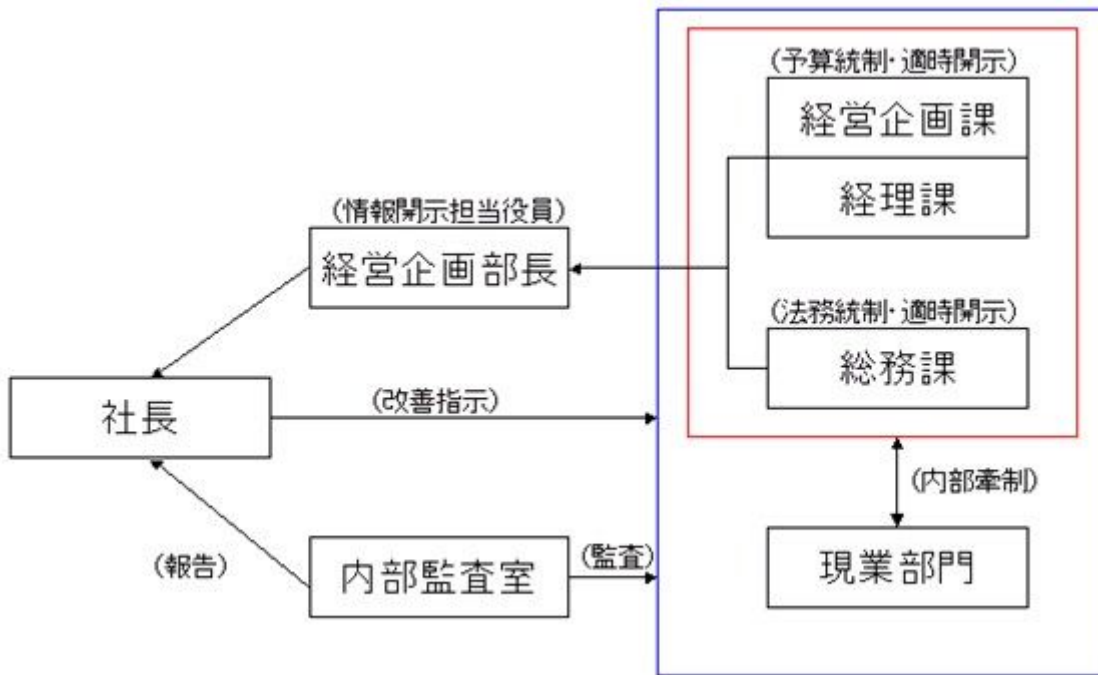 (予算統制・適時開示)
経営企画課
経理課
(情報開示担当役員)
経営企画部長
(法務統制・適時開示)
総務課
社長
(改善指示)
(内部牽制)
(報告)
内部監査室
(監査)
現業部門